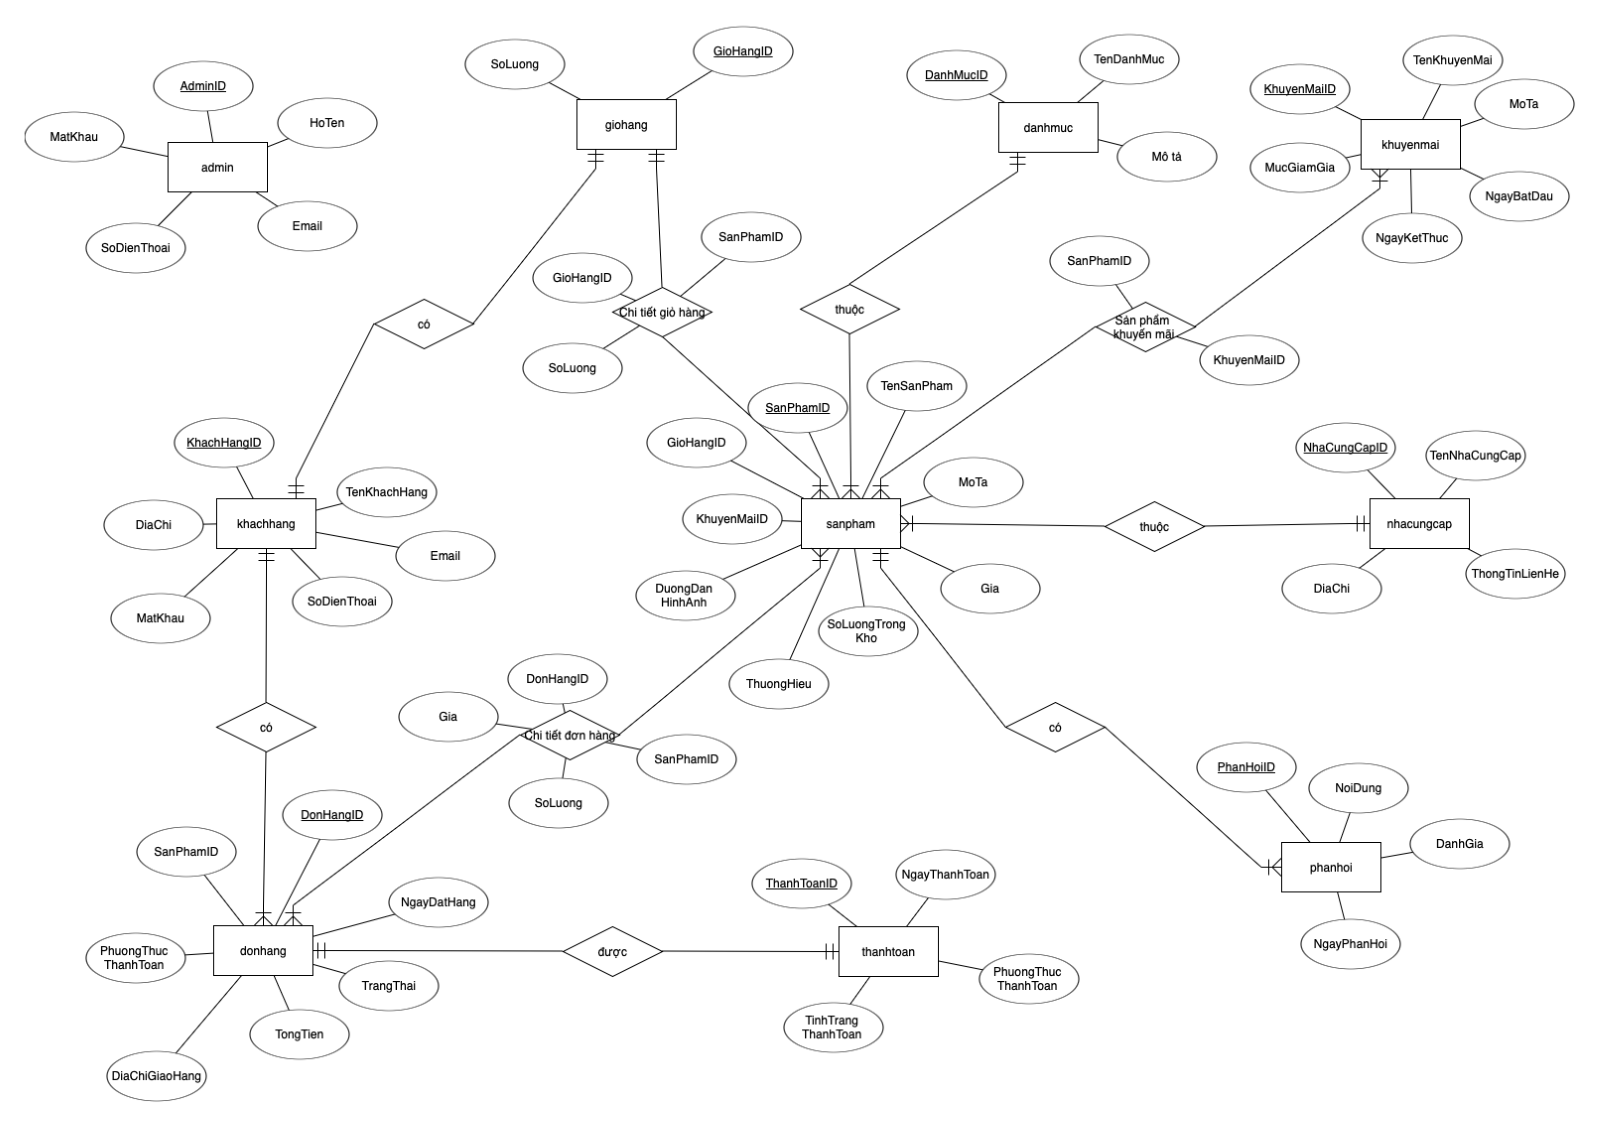 AdminID
MatKhau
HoTen
admin
Email
SoDienThoai
SoLuong
GioHangID
giohang
DanhMucID
TenDanhMuc
danhmuc
Mô tả
KhuyenMaiID
TenKhuyenMai
MoTa
khuyenmai
MucGiamGia
NgayBatDau
NgayKetThuc
có
GioHangID
SanPhamID
Chi tiết giỏ hàng
SoLuong
thuộc
SanPhamID
Sản phẩm
khuyến mãi
KhuyenMaiID
KhachHangID
TenKhachHang
DiaChi
khachhang
Email
MatKhau
SoDienThoai
SanPhamID
TenSanPham
GioHangID
MoTa
KhuyenMaiID
sanpham
DuongDan
HinhAnh
Gia
SoLuongTrong
Kho
ThuongHieu
thuộc
NhaCungCapID
TenNhaCungCap
nhacungcap
DiaChi
ThongTinLienHe
có
DonHangID
Gia
Chi tiết đơn hàng
SanPhamID
SoLuong
có
PhanHoiID
NoiDung
DanhGia
phanhoi
NgayPhanHoi
DonHangID
SanPhamID
NgayDatHang
PhuongThuc
ThanhToan
donhang
TrangThai
TongTien
DiaChiGiaoHang
được
ThanhToanID
NgayThanhToan
thanhtoan
PhuongThuc
ThanhToan
TinhTrang
ThanhToan